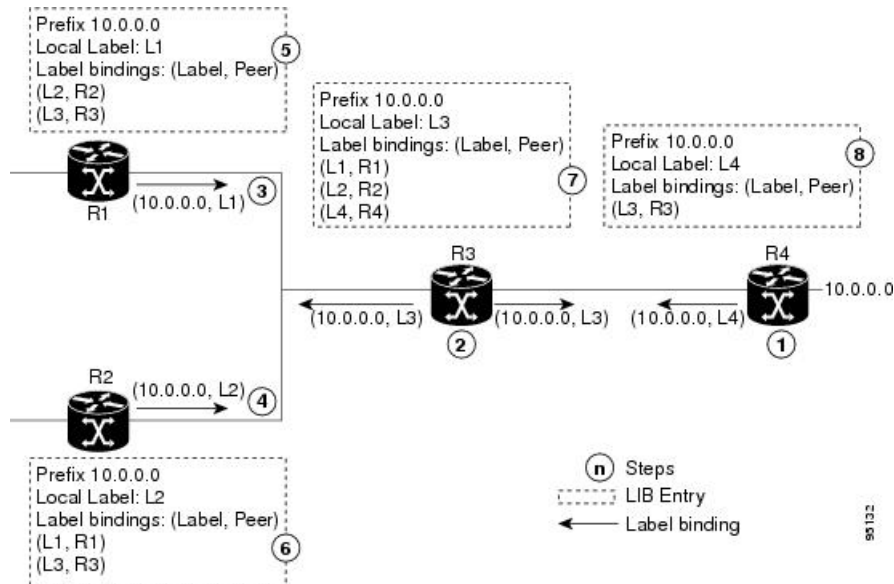 Prefix 10.0.0.0
Local Label: L1
Label bindings: (Label, Peer)
(L2, R2)
(L3, R3)
5
R1
(10.0.0.0, L1)
3
Prefix 10.0.0.0
Local Label: L3
Label bindings: (Label, Peer)
(L1, R1)
(L2, R2)
(L4, R4)
7
Prefix 10.0.0.0
Local Label: L4
Label bindings: (Label, Peer)
(L3, R3)
8
R3
(10.0.0.0, L3)
(10.0.0.0, L3)
2
R4
10.0.0.0
(10.0.0.0, L4)
1
R2
(10.0.0.0, L2)
4
Prefix 10.0.0.0
Local Label: L2
Label bindings: (Label, Peer)
(L1, R1)
(L3, R3)
6
n Steps
LIB Entry
Label binding
95132